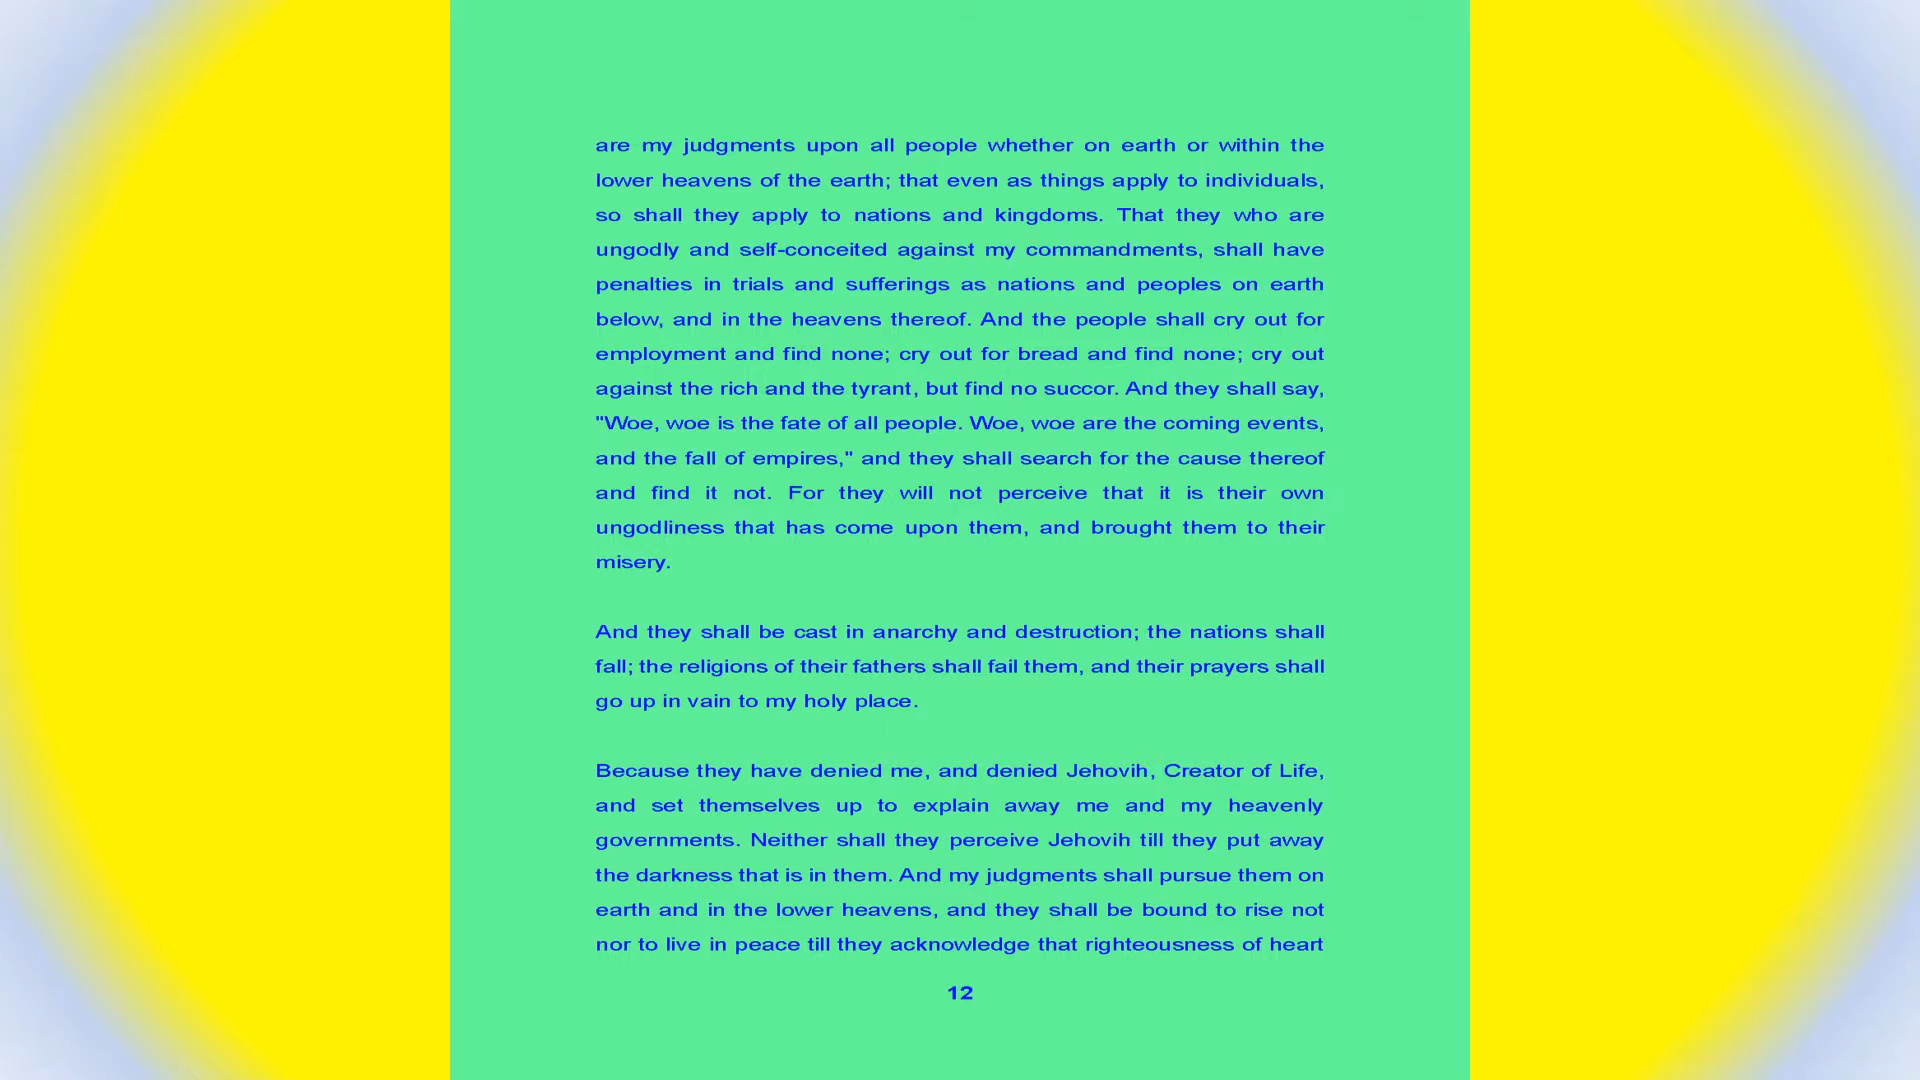 are my judgments upon all people whether on earth or within the
lower heavens of the earth; that even as things apply to individuals,
so shall they apply to nations and kingdoms. That they who are
ungodly and self-conceited against my commandments, shall have
penalties in trials and sufferings as nations and peoples on earth
below, and in the heavens thereof. And the people shall cry out for
employment and find none; cry out for bread and find none; cry out
against the rich and the tyrant, but find no succor. And they shall say,
"Woe, woe is the fate of all people. Woe, woe are the coming events,
and the fall of empires," and they shall search for the cause thereof
and find it not. For they will not perceive that it is their own
ungodliness that has come upon them, and brought them to their
misery.
And they shall be cast in anarchy and destruction; the nations shall
fall; the religions of their fathers shall fail them, and their prayers shall
go up in vain to my holy place.
Because they have denied me, and denied Jehovih, Creator of Life,
and set themselves up to explain away me and my heavenly
governments. Neither shall they perceive Jehovih till they put away
the darkness that is in them. And my judgments shall pursue them on
earth and in the lower heavens, and they shall be bound to rise not
nor to live in peace till they acknowledge that righteousness of heart
12